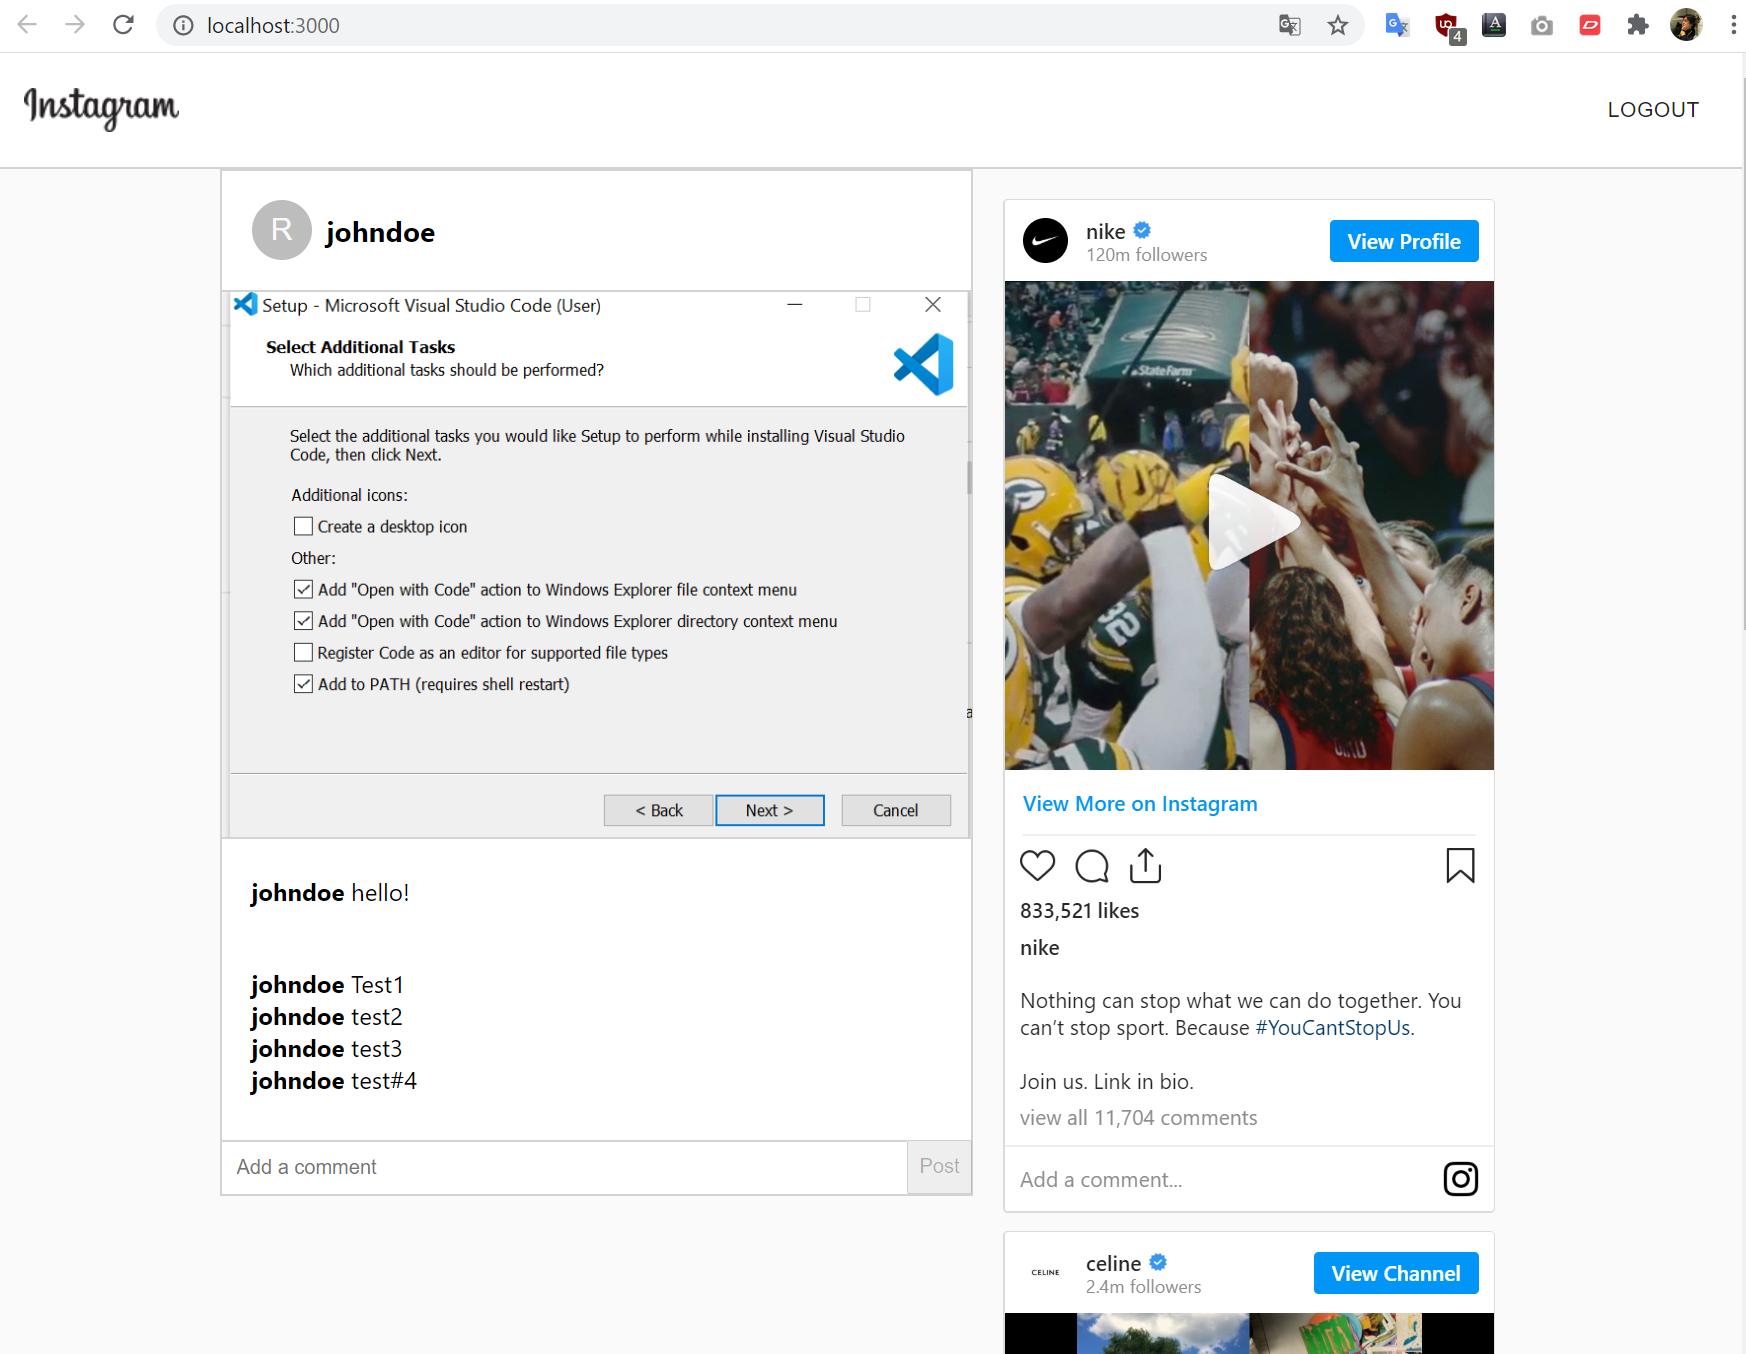 localhost:3000
4
Instagram
LOGOUT
R
johndoe
Setup - Microsoft Visual Studio Code (User)
Select Additional Tasks
Which additional tasks should be performed?
Select the additional tasks you would like Setup to perform while installing Visual Studio
Code, then click Next.
Additional icons:
Create a desktop icon
Other:
Add "Open with Code" action to Windows Explorer file context menu
Add "Open with Code" action to Windows Explorer directory context menu
Register Code as an editor for supported file types
Add to PATH (requires shell restart)
a
< Back
Next >
Cancel
johndoe hello!
johndoe Test1
johndoe test2
johndoe test3
johndoe test#4
Add a comment
Post
nike
120m followers
View Profile
StateFarm
32
View More on Instagram
833,521 likes
nike
Nothing can stop what we can do together. You
can’t stop sport. Because #YouCantStopUs.
Join us. Link in bio.
view all 11,704 comments
Add a comment...
CELINE
celine
2.4m followers
View Channel